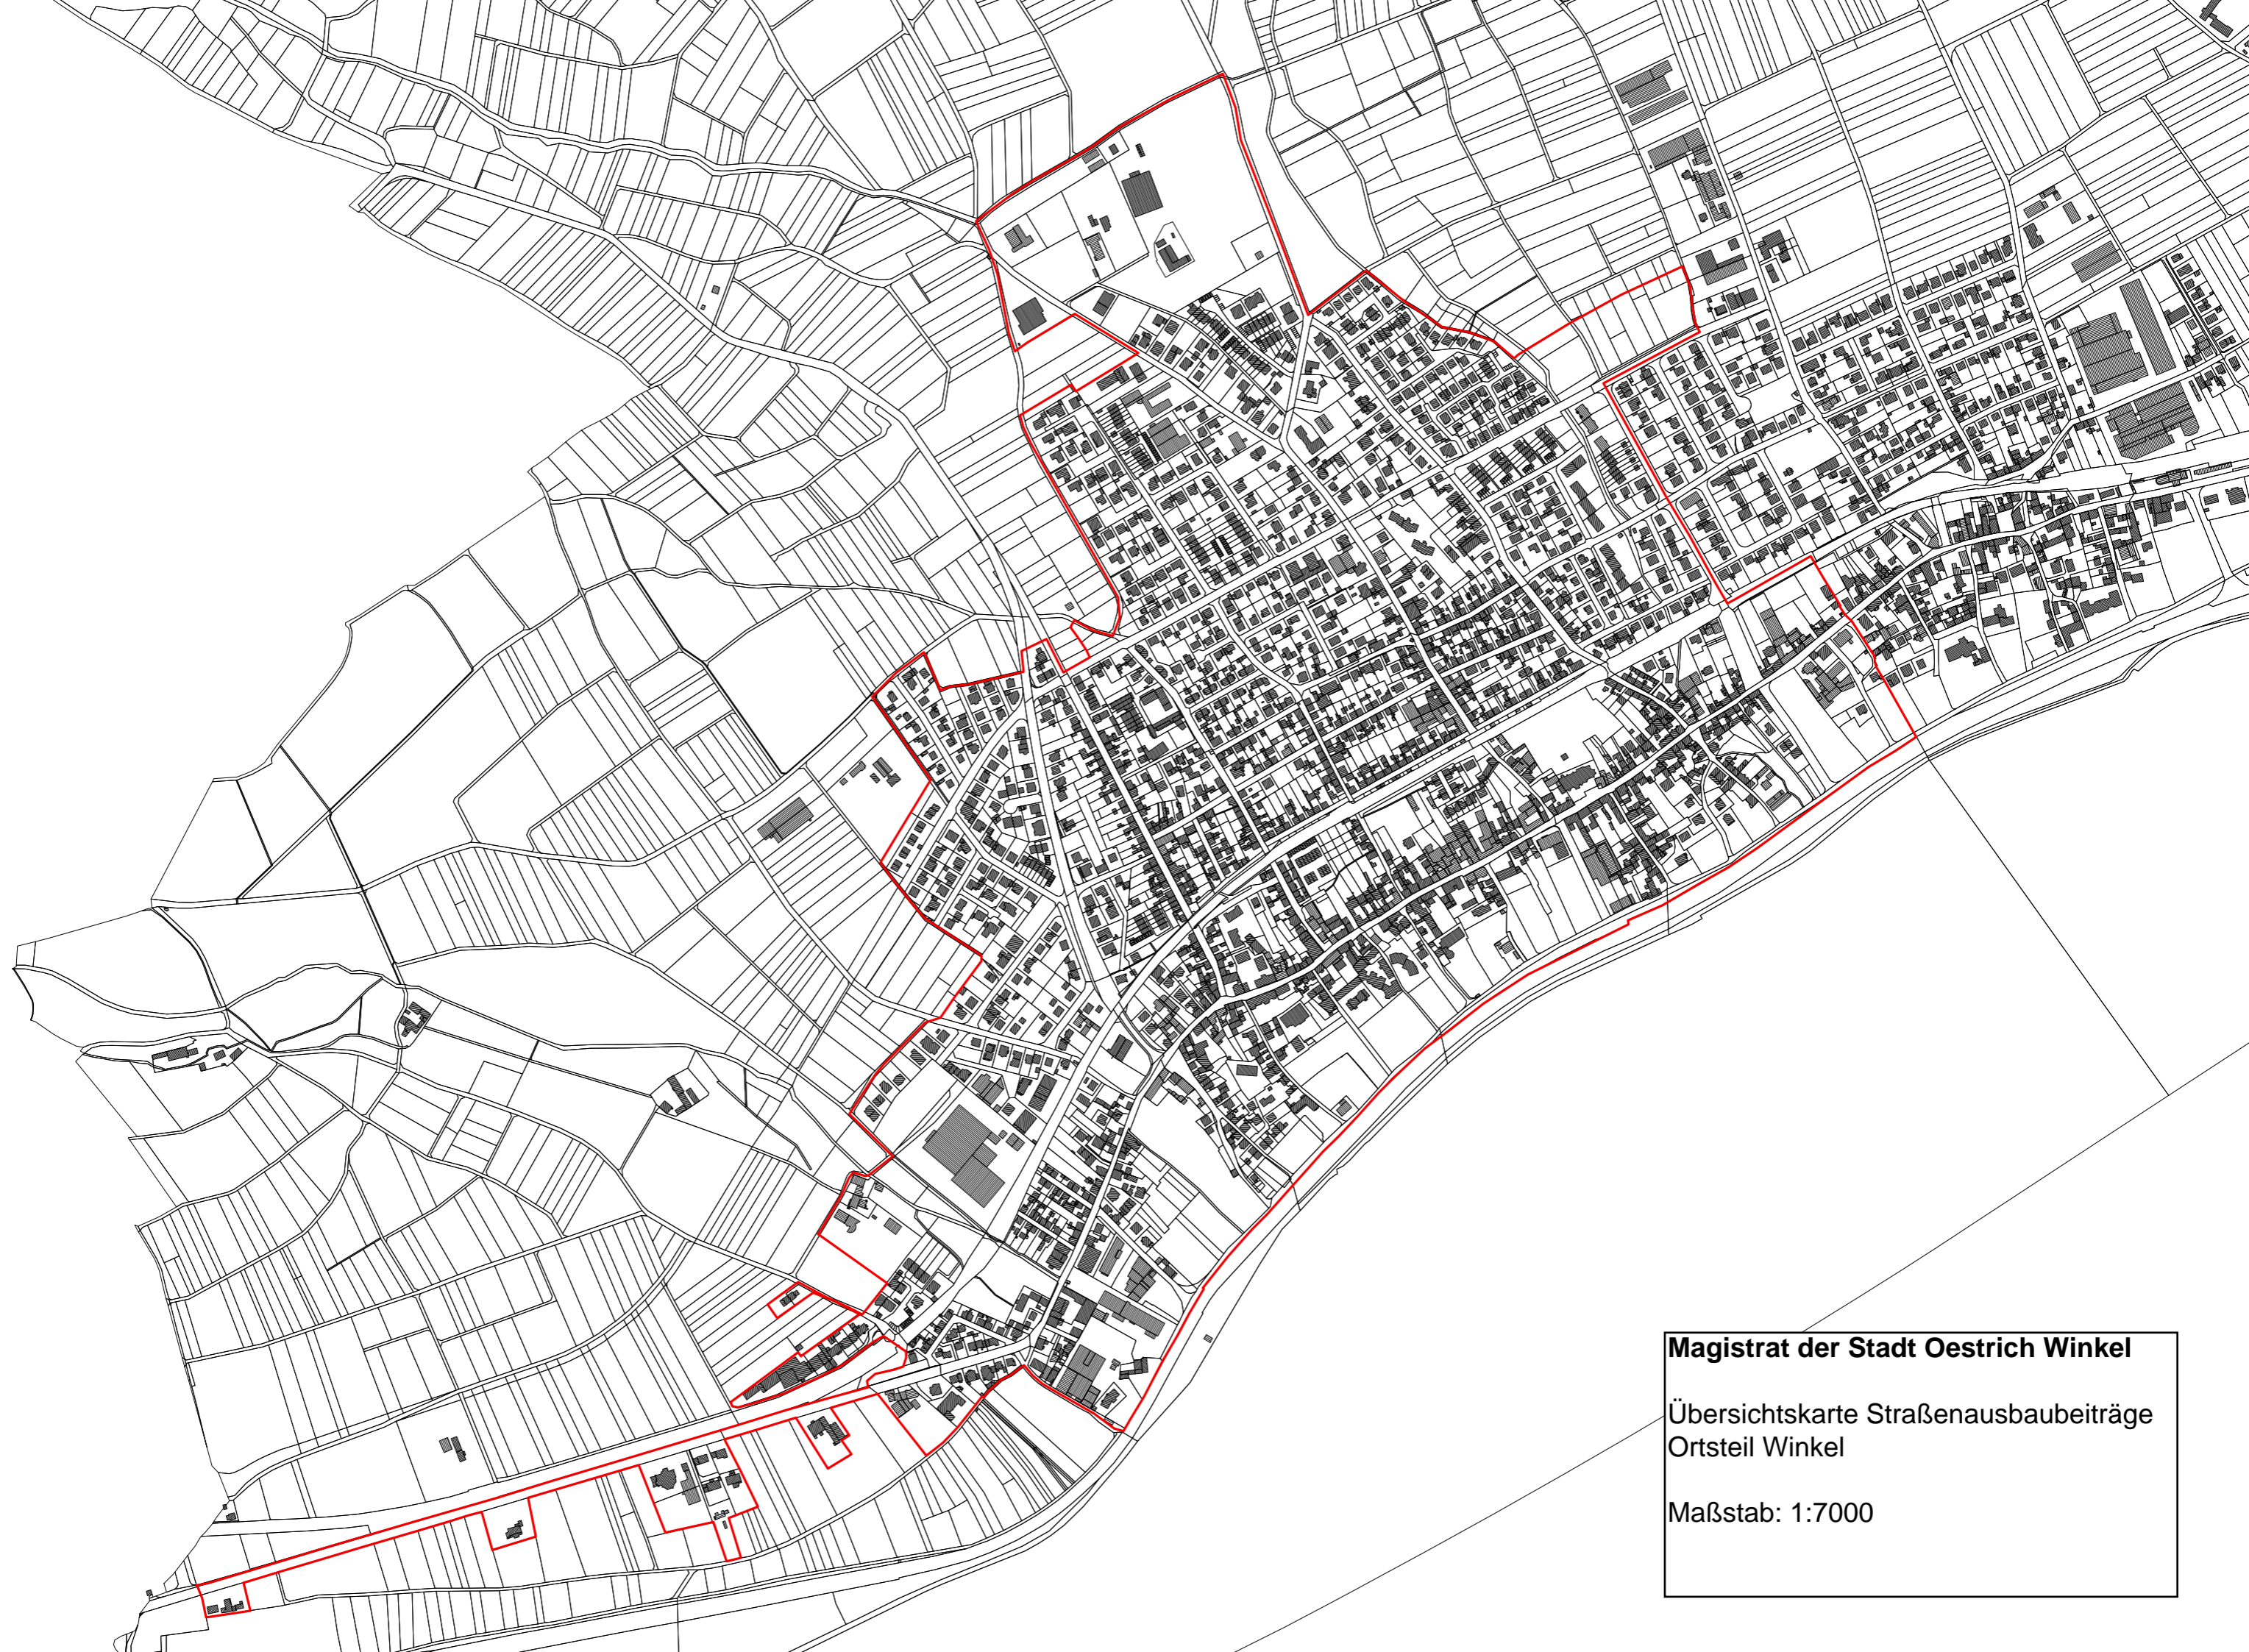 Magistrat der Stadt Oestrich Winkel
Übersichtskarte Straßenausbaubeiträge
Ortsteil Winkel
Maßstab: 1:7000